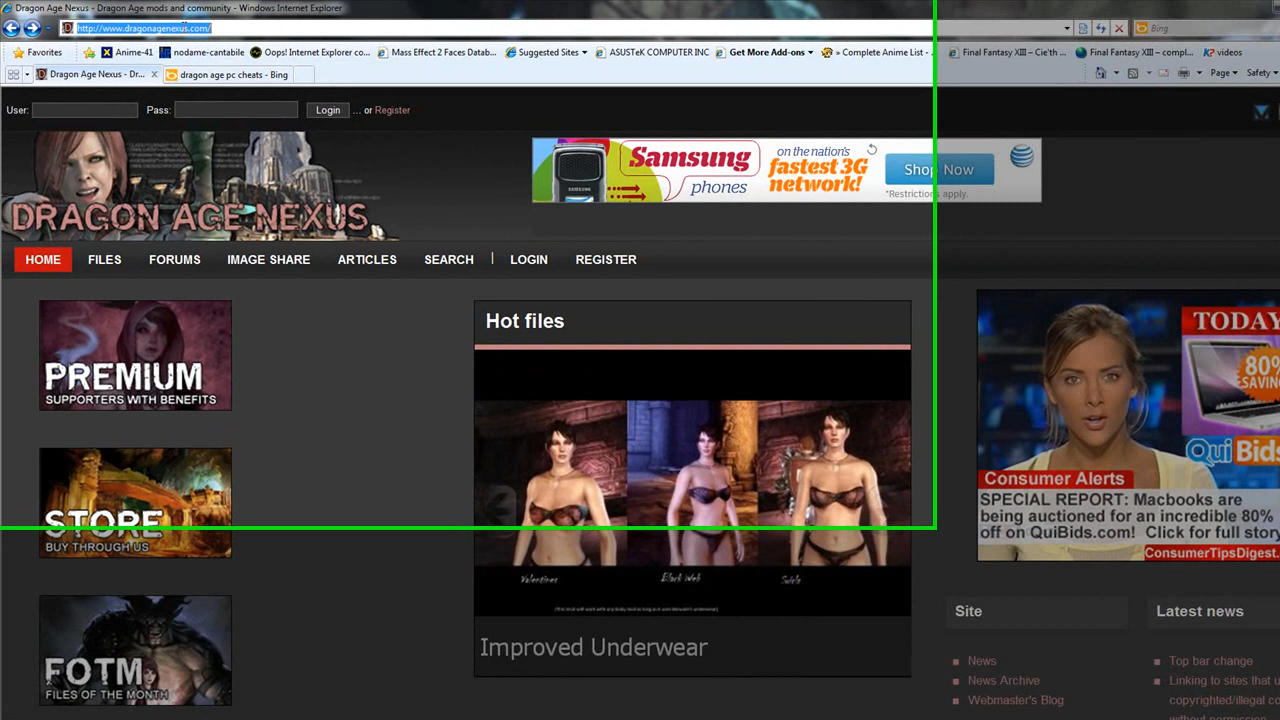 Dragon Age Nexus - Dragon Age mods and community - Windows Internet Explorer
http://www.dragonagenexus.com/
Bing
Favorites
Anime-41
nodame-cantabile
Oops! Internet Explorer co...
Mass Effect 2 Faces Datab...
Suggested Sites
ASUSTeK COMPUTER INC
Get More Add-ons
» Complete Anime List -
Final Fantasy XIII – Cie'th ...
Final Fantasy XIII – compl...
K? videos
Dragon Age Nexus - Dr...
dragon age pc cheats - Bing
Page
Safety
User:
Pass:
Login
... or Register
DRAGON AGE NEXUS
Samsung
phones
on the nation's
fastest 3G
network!
Shop Now
*Restrictions apply.
at&t
HOME
FILES
FORUMS
IMAGE SHARE
ARTICLES
SEARCH
LOGIN
REGISTER
PREMIUM
SUPPORTERS WITH BENEFITS
STORE
BUY THROUGH US
FOTM
FILES OF THE MONTH
Hot files
Valentines
Black Web
Improved Underwear
TODAY
80%
SAVING
QuiBids
Consumer Alerts
SPECIAL REPORT: Macbooks are
being auctioned for an incredible 80%
off on QuiBids.com! Click for full story
ConsumerTipsDigest.
Site
News
News Archive
Webmaster's Blog
Latest news
Top bar change
Linking to sites that u
copyrighted/illegal co
without permission